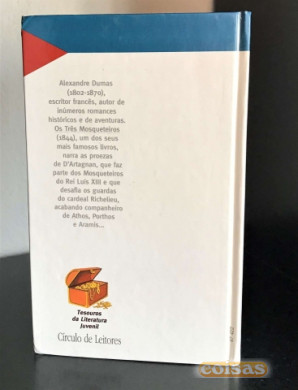 Alexandre Dumas
(1802-1870),
escritor francês, autor de
inúmeros romances
históricos e de aventuras.
Os Três Mosqueteiros
(1844), um dos seus
mais famosos livros,
narra as proezas
de D'Artagnan, que faz
parte dos Mosqueteiros
do Rei Luís XIII e que
desafia os guardas
do cardeal Richelieu,
acabando companheiro
de Athos, Porthos
e Aramis...
Tesouros
da Literatura
Juvenil
Círculo de Leitores
coisas